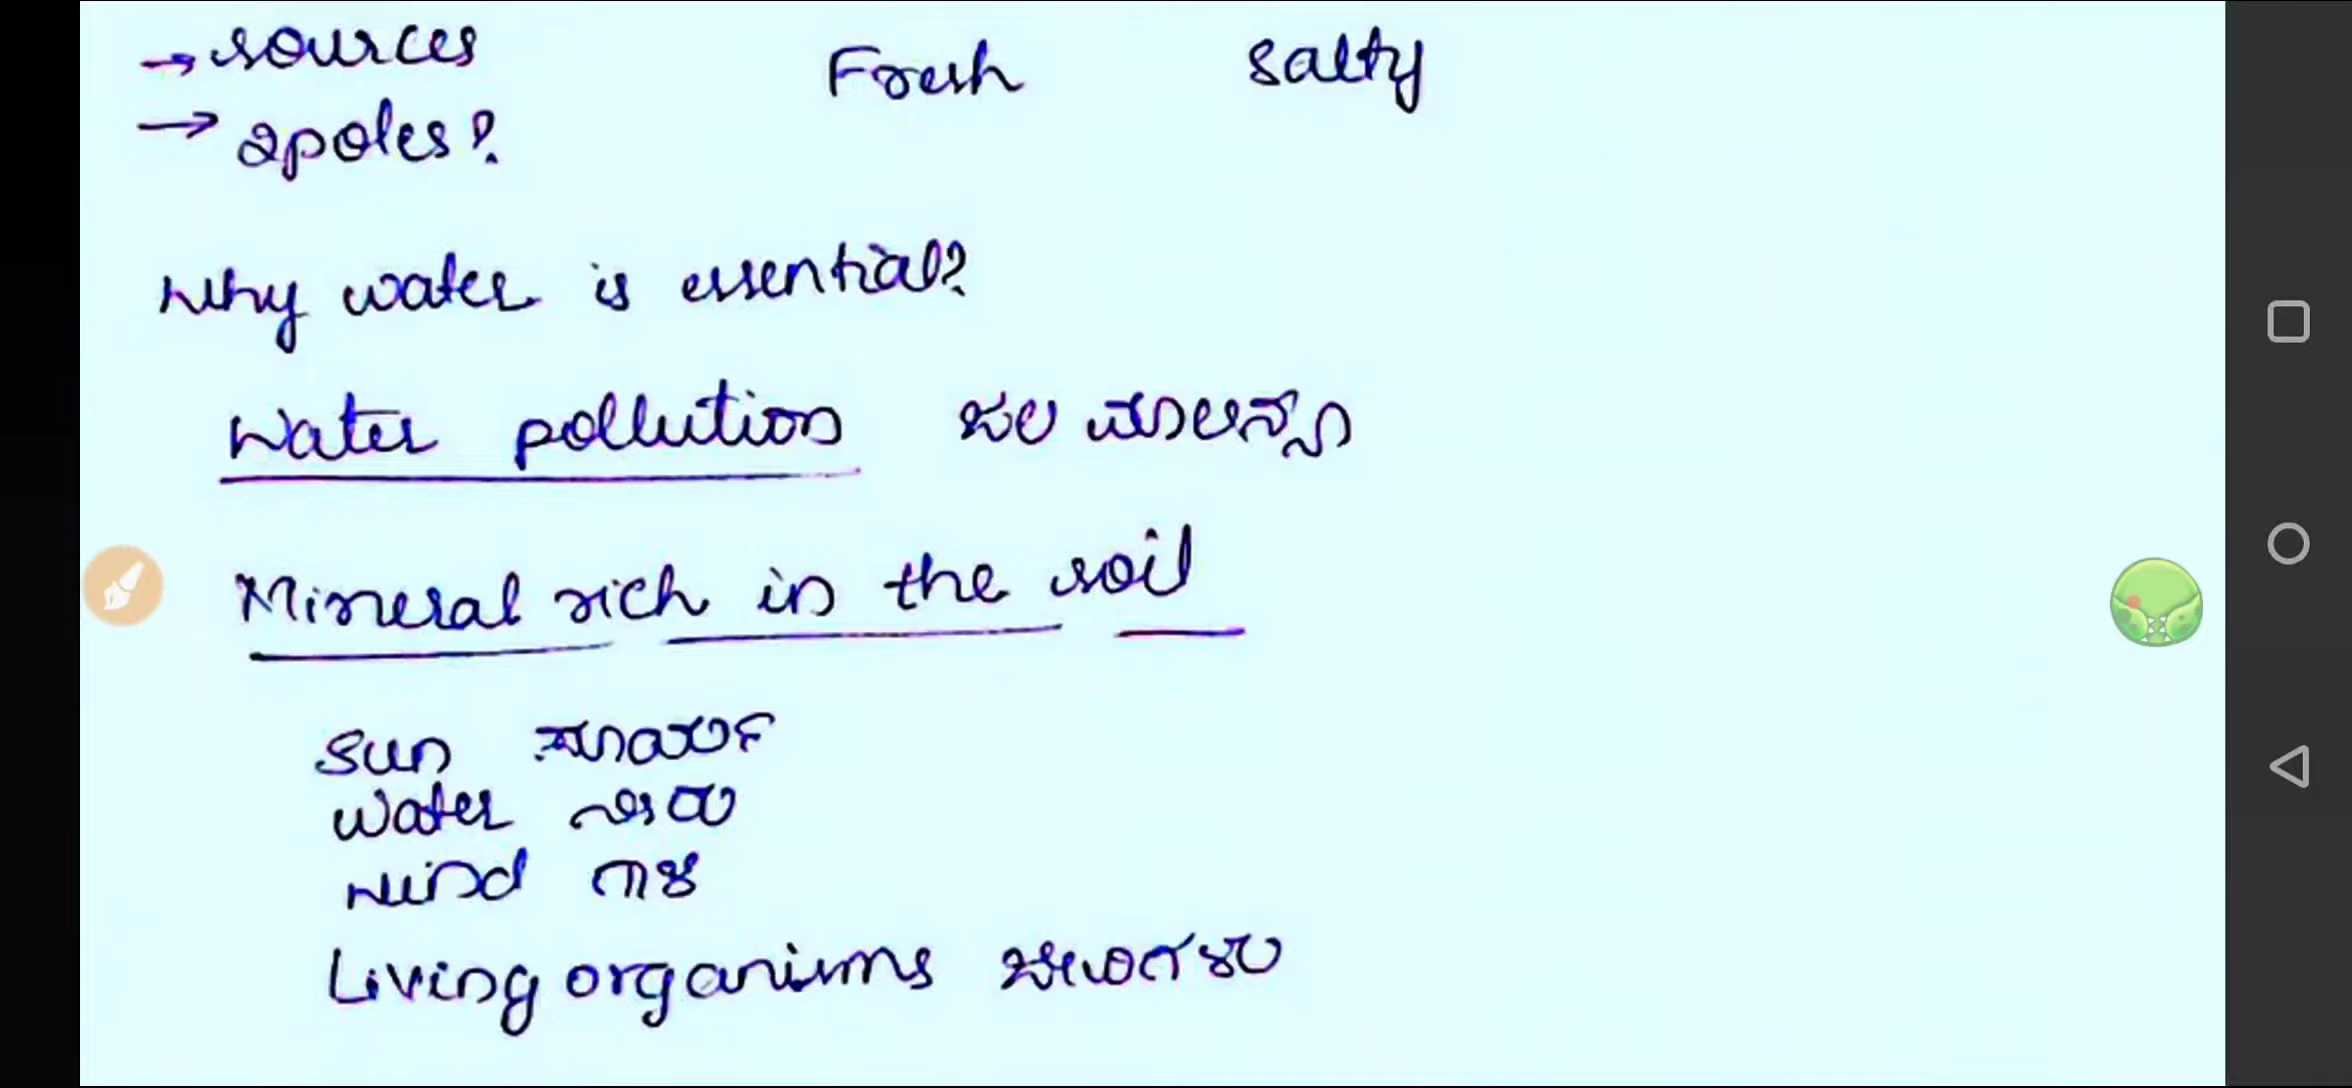 → sources Fresh salty
→ 2poles?
Why water is essential?
Water pollution ಜಲ ಮಾಲಿನ್ಯ
Mineral rich in the soil
Sun ಸೂರ್ಯ
Water ನೀರು
Wind ಗಾಳಿ
Living organisms ಜೀವಿಗಳು